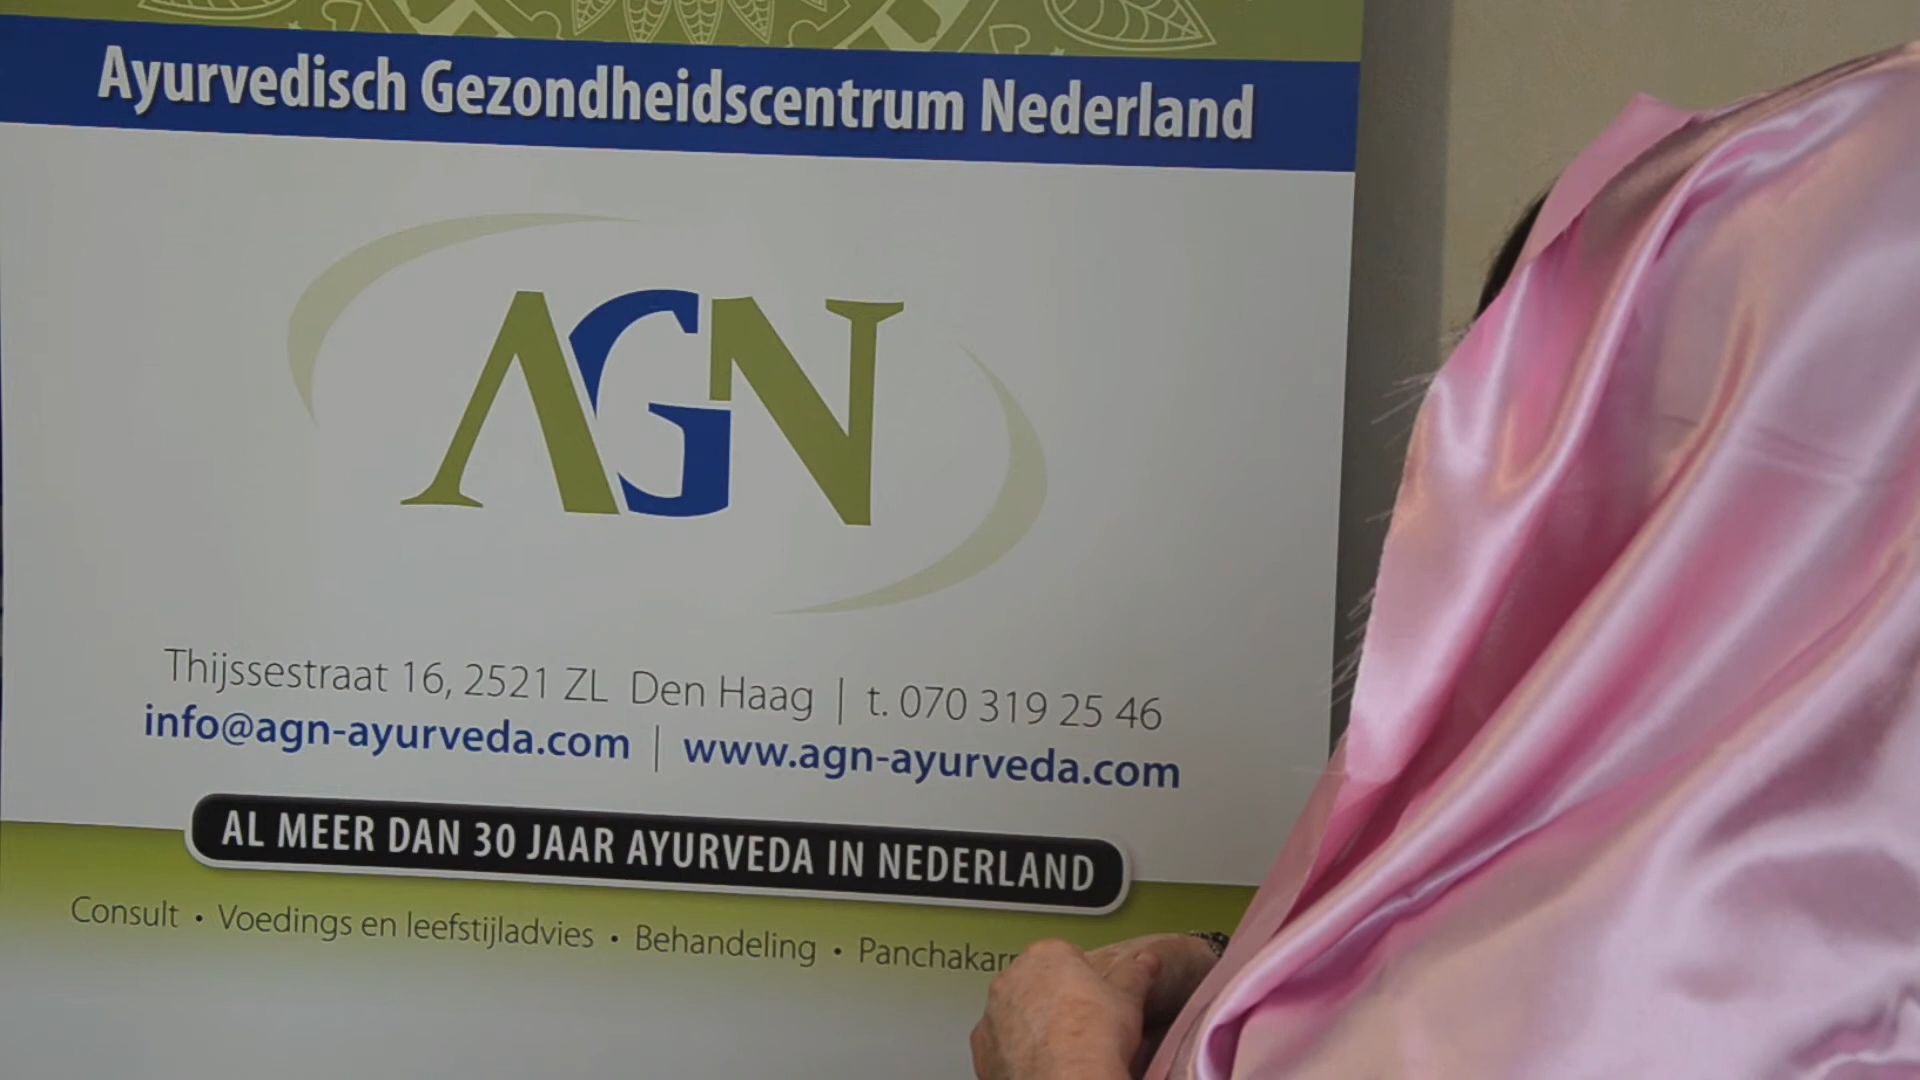 Ayurvedisch Gezondheidscentrum Nederland
AGN
Thijssestraat 16, 2521 ZL Den Haag | t. 070 319 25 46
info@agn-ayurveda.com | www.agn-ayurveda.com
AL MEER DAN 30 JAAR AYURVEDA IN NEDERLAND
Consult • Voedings en leefstijladvies • Behandeling •